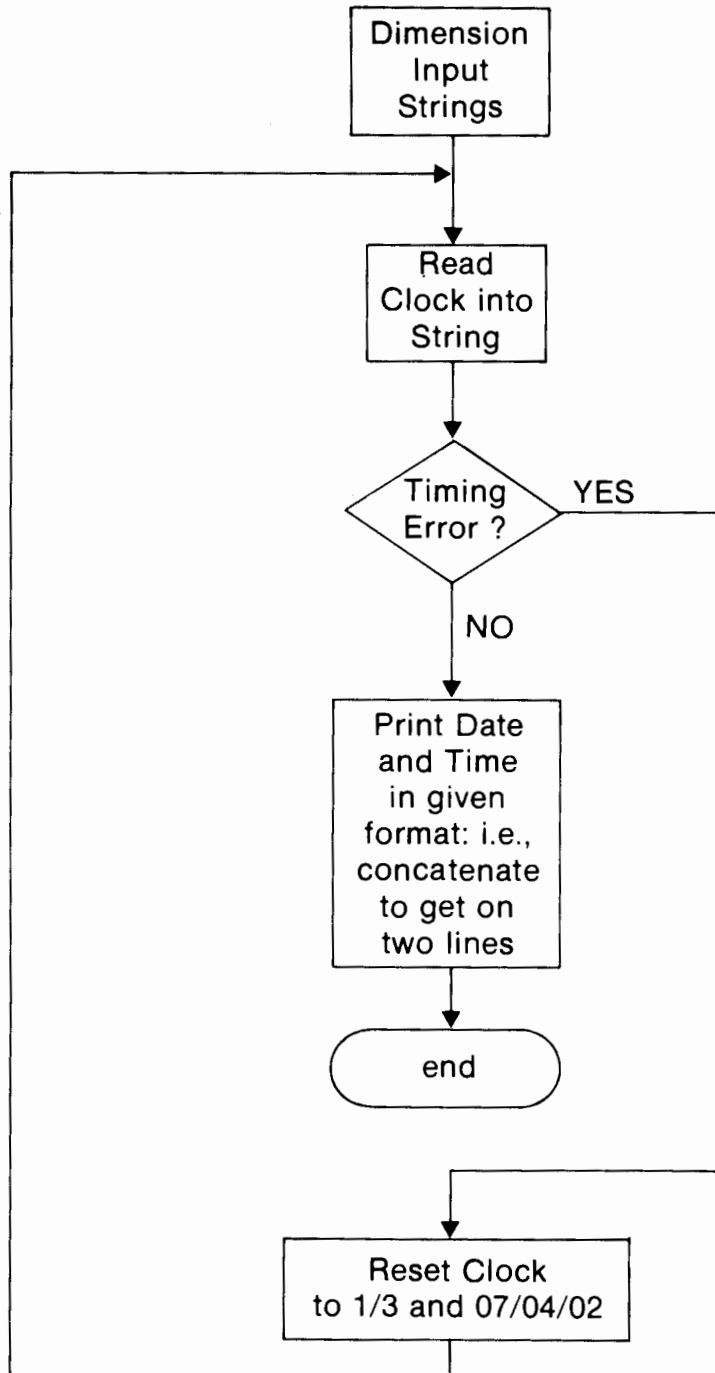 Dimension
Input
Strings
Read
Clock into
String
Timing
Error ?
YES
NO
Print Date
and Time
in given
format: i.e.,
concatenate
to get on
two lines
end
Reset Clock
to 1/3 and 07/04/02